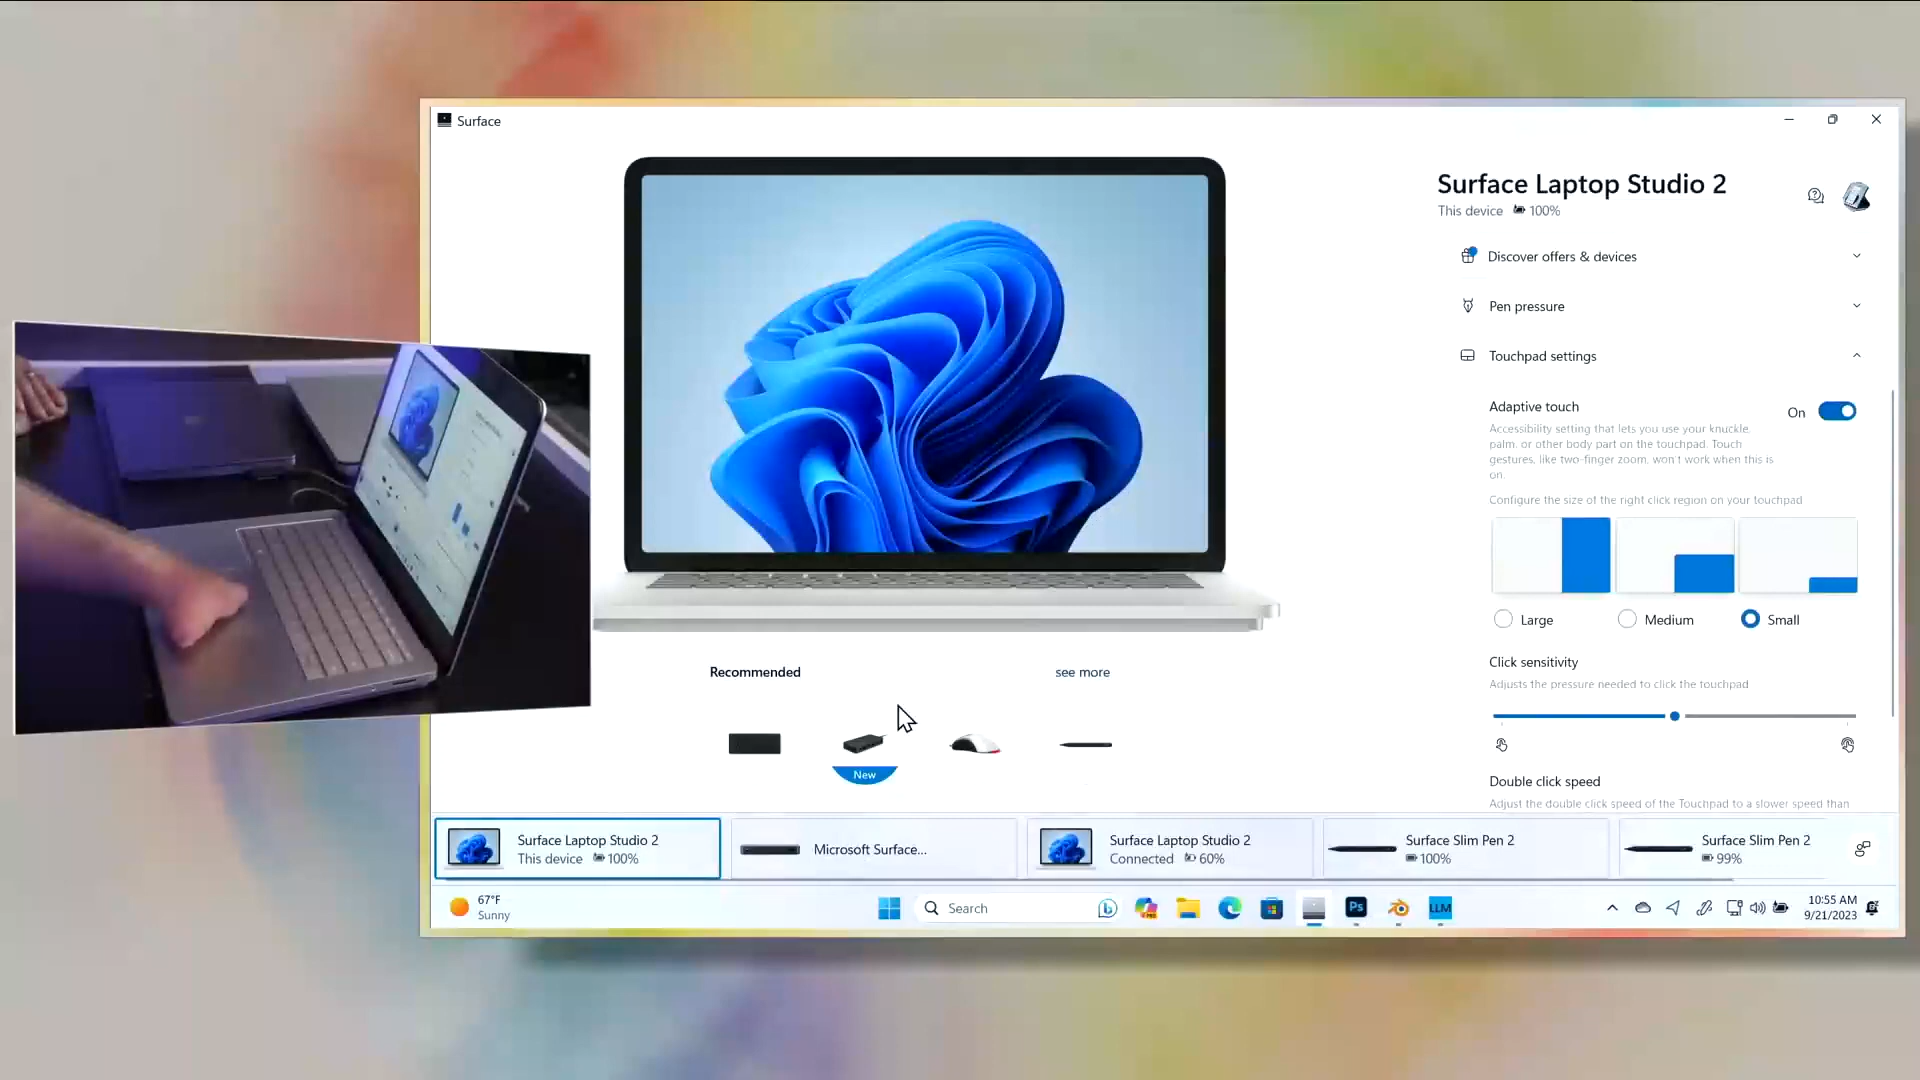 Surface
Surface Laptop Studio 2
This device 100%
Discover offers & devices
Pen pressure
Touchpad settings
Adaptive touch
On
Accessibility setting that lets you use your knuckle,
palm, or other body part on the touchpad. Touch
gestures, like two-finger zoom, won't work when this is
on.
Configure the size of the right click region on your touchpad
Large
Medium
Small
Click sensitivity
Adjusts the pressure needed to click the touchpad
Double click speed
Adjust the double click speed of the Touchpad to a slower speed than
Recommended
see more
New
Surface Laptop Studio 2
This device 100%
Microsoft Surface...
Surface Laptop Studio 2
Connected 60%
Surface Slim Pen 2
100%
Surface Slim Pen 2
99%
67°F
Sunny
Search
Ps
LLM
10:55 AM
9/21/2023